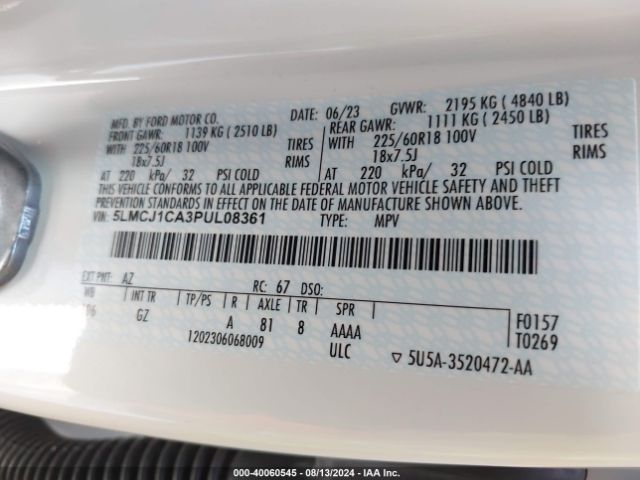 MFD. BY FORD MOTOR CO.
DATE: 06/23 GVWR: 2195 KG ( 4840 LB)
FRONT GAWR: 1139 KG ( 2510 LB)
REAR GAWR: 1111 KG ( 2450 LB)
WITH 225/60R18 100V TIRES
WITH 225/60R18 100V TIRES
18x7.5J RIMS
18x7.5J RIMS
AT 220 kPa/ 32 PSI COLD
AT 220 kPa/ 32 PSI COLD
THIS VEHICLE CONFORMS TO ALL APPLICABLE FEDERAL MOTOR VEHICLE SAFETY AND THEFT
PREVENTION STANDARDS IN EFFECT ON THE DATE OF MANUFACTURE SHOWN ABOVE.
VIN: 5LMCJ1CA3PUL08361 TYPE: MPV
EXT PNT: AZ RC: 67 DSO:
WB INT TR TP/PS R AXLE TR SPR
06 GZ A 81 8 AAAA
F0157
T0269
1202306068009 ULC
▽ 5U5A-3520472-AA
000-40060545 - 08/13/2024 - IAA Inc.